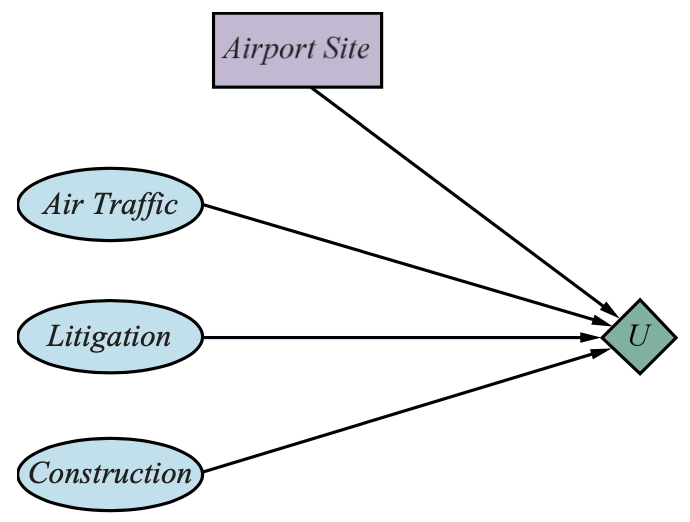 Airport Site
Air Traffic
Litigation
U
Construction